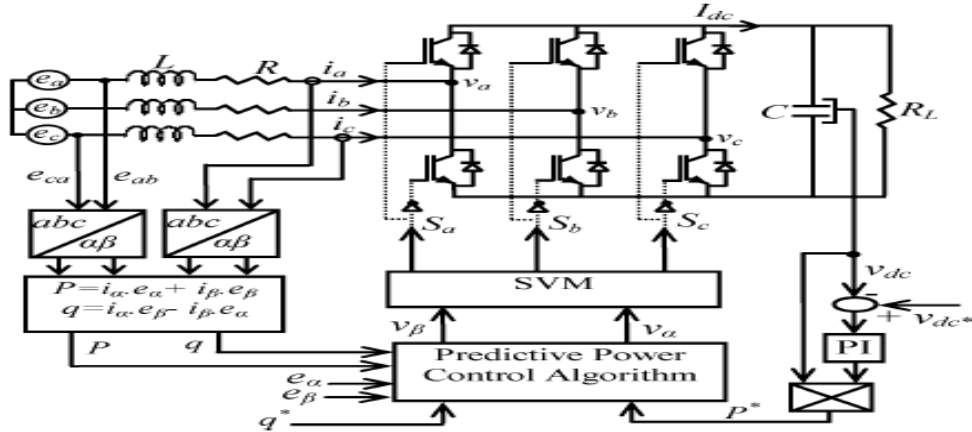 I_dc
e_a L R i_a
e_b i_b
e_c i_c
v_a
v_b
v_c
C R_L
e_ca e_ab
abc αβ
abc αβ
S_a S_b S_c
P=i_α.e_α+ i_β.e_β
q=i_α.e_β- i_β.e_α
SVM
v_dc
-
+ v_dc*
v_β v_α
P q
Predictive Power
Control Algorithm
PI
e_α
e_β
q* P*